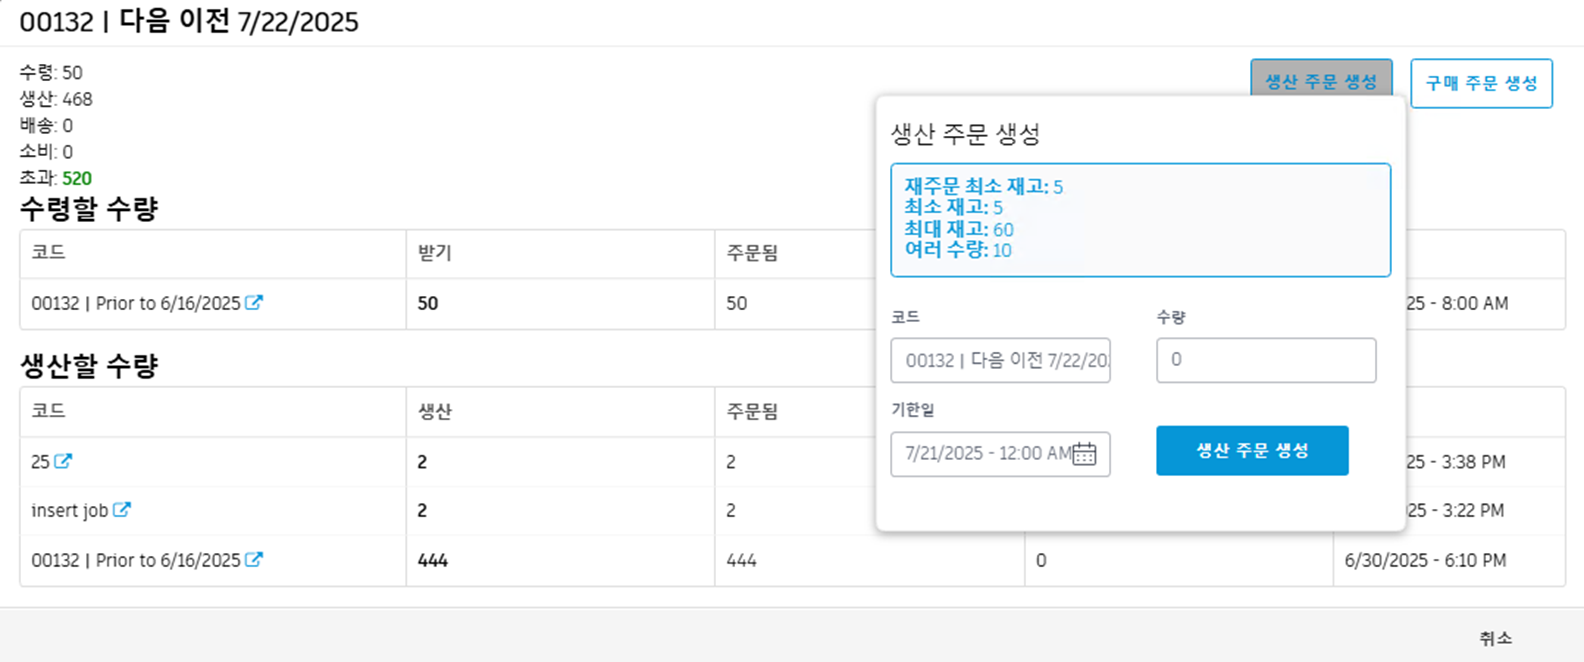 00132 | 다음 이전 7/22/2025
수령: 50
생산: 468
배송: 0
소비: 0
초과: 520
생산 주문 생성
구매 주문 생성
수령할 수량
코드 받기 주문됨
00132 | Prior to 6/16/2025 50 50 25 - 8:00 AM
생산할 수량
코드 생산 주문됨
25 2 2 25 - 3:38 PM
insert job 2 2 25 - 3:22 PM
00132 | Prior to 6/16/2025 444 444 0 6/30/2025 - 6:10 PM
생산 주문 생성
재주문 최소 재고: 5
최소 재고: 5
최대 재고: 60
여러 수량: 10
코드 수량
00132 | 다음 이전 7/22/20 0
기한일
7/21/2025 - 12:00 AM
생산 주문 생성
취소